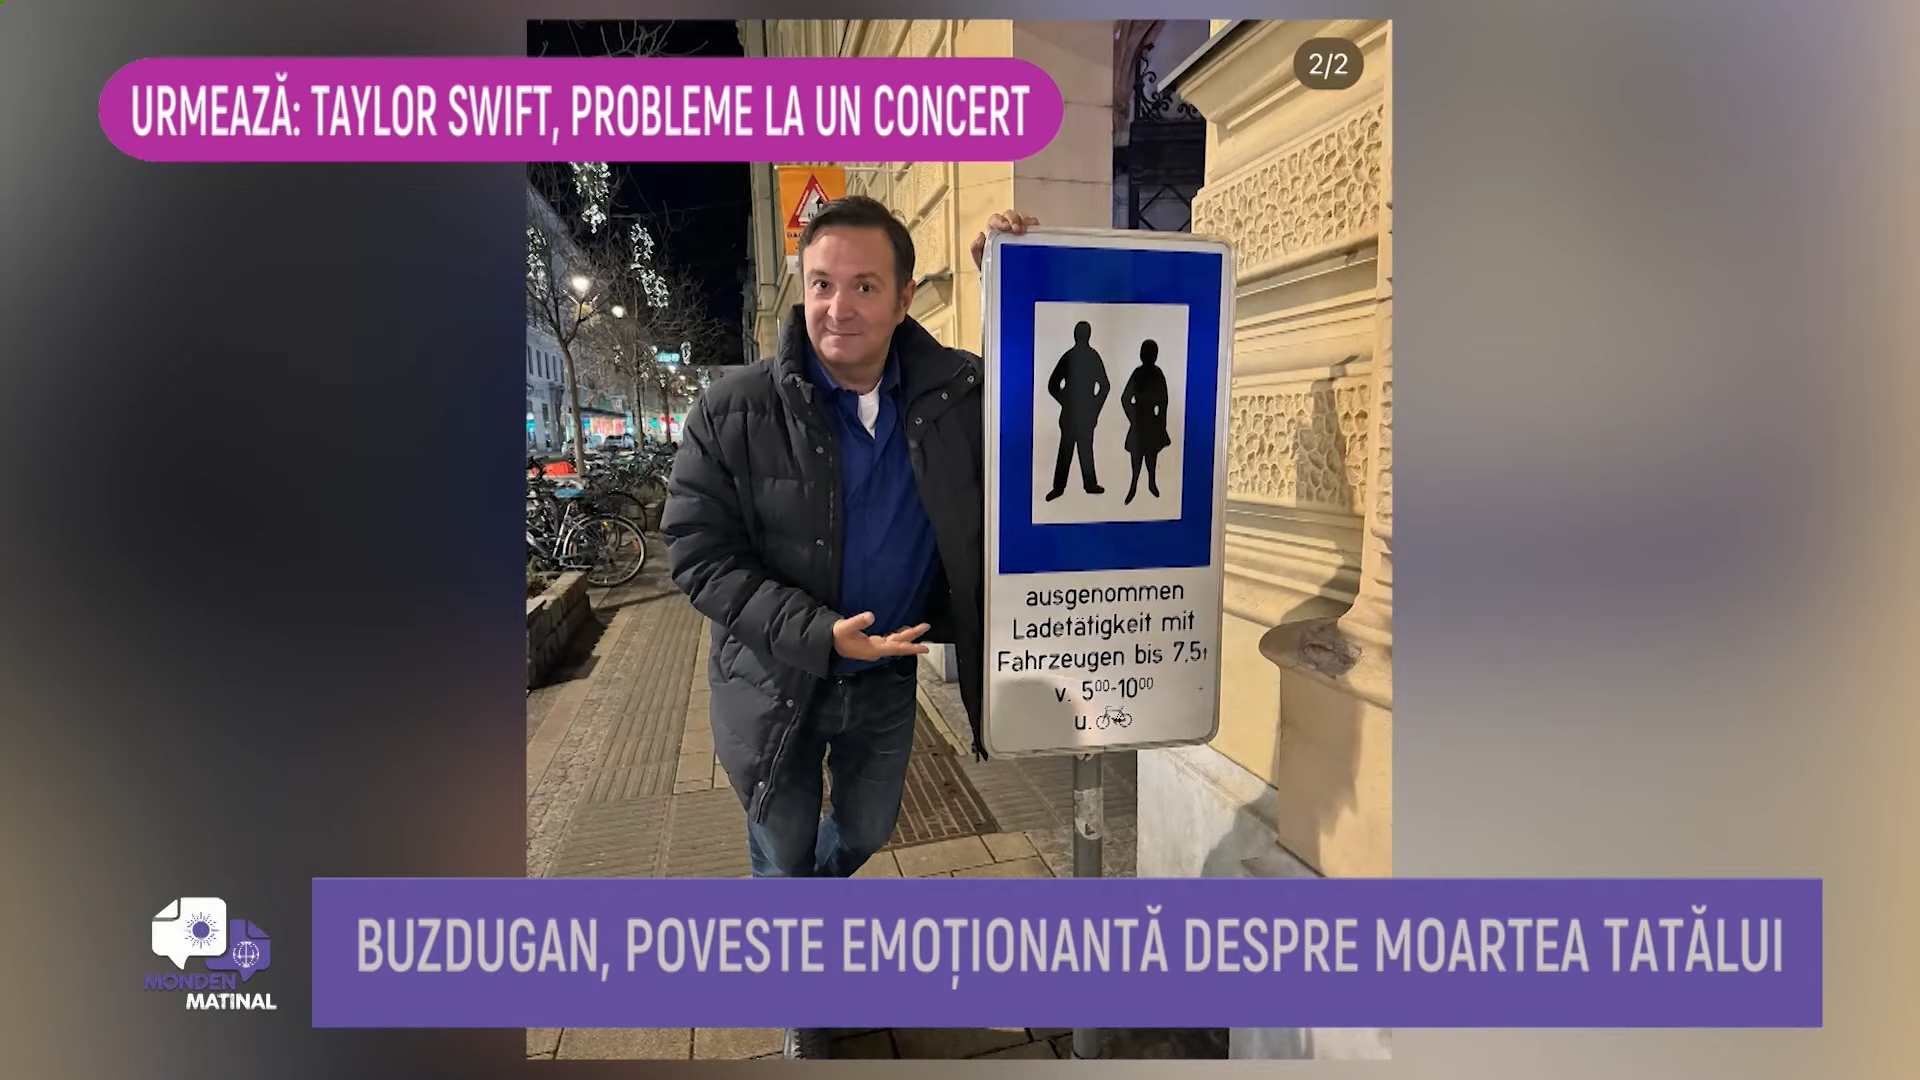 2/2
URMEAZĂ: TAYLOR SWIFT, PROBLEME LA UN CONCERT
ausgenommen
Ladetätigkeit mit
Fahrzeugen bis 7,5t
v. 5⁰⁰-10⁰⁰
u.
BUZDUGAN, POVESTE EMOȚIONANTĂ DESPRE MOARTEA TATĂLUI
MONDEN
MATINAL